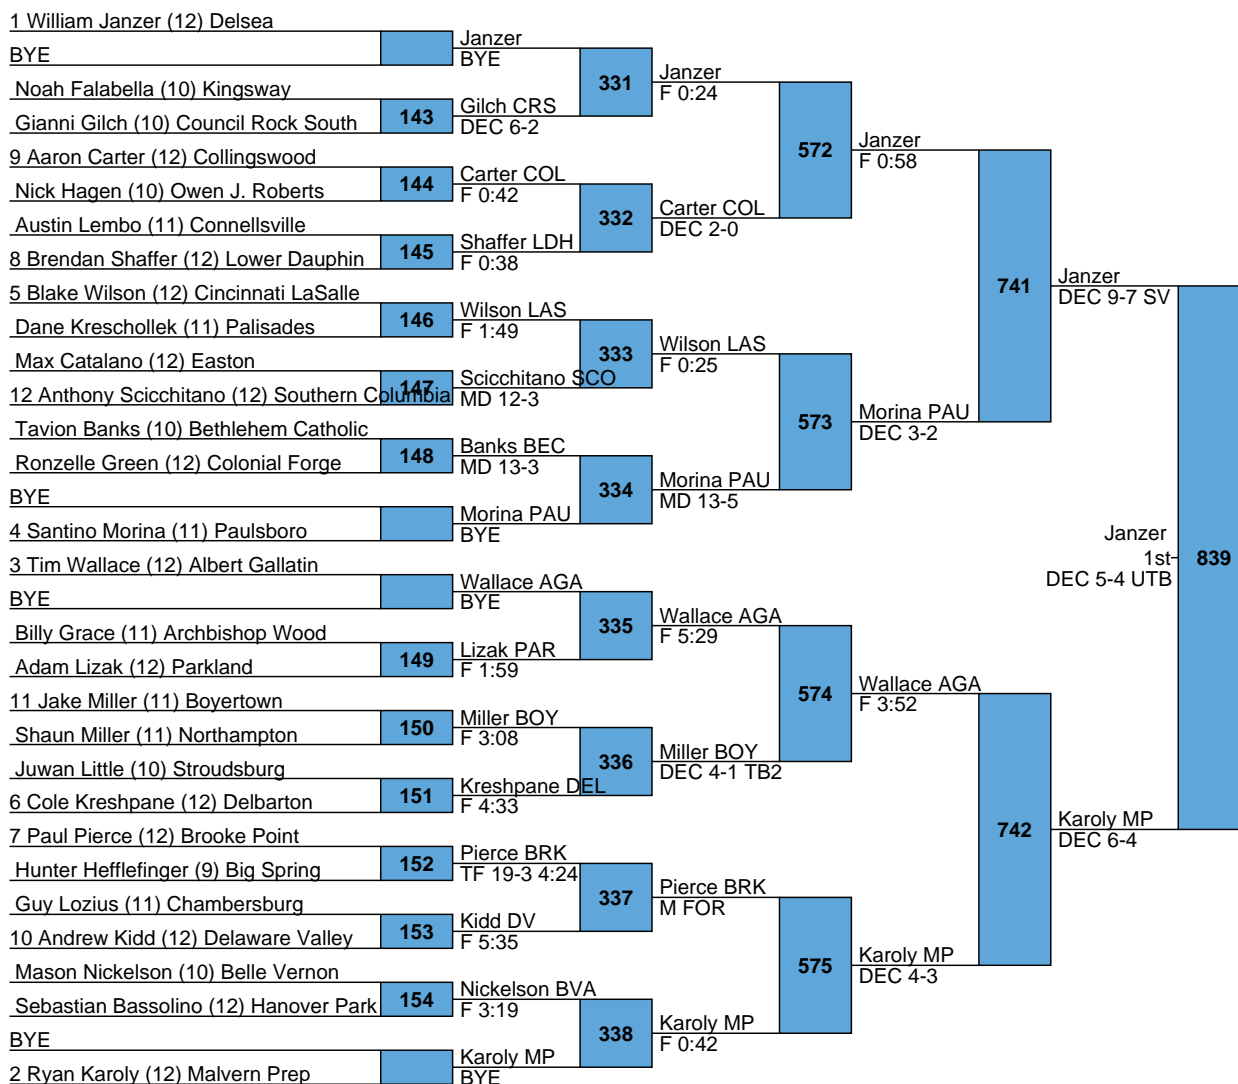 1 William Janzer (12) Delsea
BYE
Noah Falabella (10) Kingsway
Gianni Gilch (10) Council Rock South
9 Aaron Carter (12) Collingswood
Nick Hagen (10) Owen J. Roberts
Austin Lembo (11) Connellsville
8 Brendan Shaffer (12) Lower Dauphin
5 Blake Wilson (12) Cincinnati LaSalle
Dane Kreschollek (11) Palisades
Max Catalano (12) Easton
12 Anthony Scicchitano (12) Southern Columbia
Tavion Banks (10) Bethlehem Catholic
Ronzelle Green (12) Colonial Forge
BYE
4 Santino Morina (11) Paulsboro
3 Tim Wallace (12) Albert Gallatin
BYE
Billy Grace (11) Archbishop Wood
Adam Lizak (12) Parkland
11 Jake Miller (11) Boyertown
Shaun Miller (11) Northampton
Juwan Little (10) Stroudsburg
6 Cole Kreshpane (12) Delbarton
7 Paul Pierce (12) Brooke Point
Hunter Hefflefinger (9) Big Spring
Guy Lozius (11) Chambersburg
10 Andrew Kidd (12) Delaware Valley
Mason Nickelson (10) Belle Vernon
Sebastian Bassolino (12) Hanover Park
BYE
2 Ryan Karoly (12) Malvern Prep
143
144
145
146
147
148
149
150
151
152
153
154
Janzer
BYE
Gilch CRS
DEC 6-2
Carter COL
F 0:42
Shaffer LDH
F 0:38
Wilson LAS
F 1:49
Scicchitano SCO
MD 12-3
Banks BEC
MD 13-3
Morina PAU
BYE
Wallace AGA
BYE
Lizak PAR
F 1:59
Miller BOY
F 3:08
Kreshpane DEL
F 4:33
Pierce BRK
TF 19-3 4:24
Kidd DV
F 5:35
Nickelson BVA
F 3:19
Karoly MP
BYE
331
332
333
334
335
336
337
338
Janzer
F 0:24
Carter COL
DEC 2-0
Wilson LAS
F 0:25
Morina PAU
MD 13-5
Wallace AGA
F 5:29
Miller BOY
DEC 4-1 TB2
Pierce BRK
M FOR
Karoly MP
F 0:42
572
573
574
575
Janzer
F 0:58
Morina PAU
DEC 3-2
Wallace AGA
F 3:52
Karoly MP
DEC 4-3
741
742
Janzer
DEC 9-7 SV
Karoly MP
DEC 6-4
839
Janzer
1st
DEC 5-4 UTB